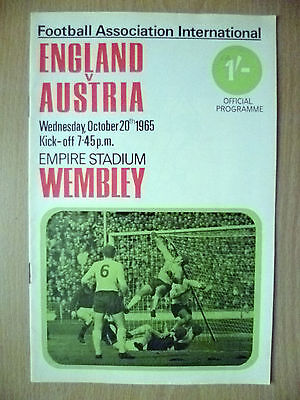 Football Association International
ENGLAND
v
AUSTRIA
1/-
OFFICIAL
PROGRAMME
Wednesday, October 20th 1965
Kick-off 7·45 p.m.
EMPIRE STADIUM
WEMBLEY
6